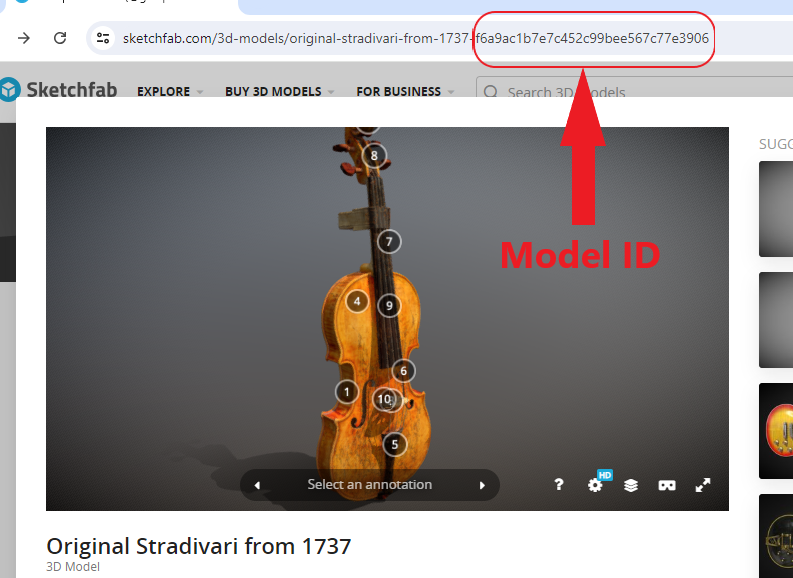 sketchfab.com/3d-models/original-stradivari-from-1737-f6a9ac1b7e7c452c99bee567c77e3906
Sketchfab EXPLORE BUY 3D MODELS FOR BUSINESS Search 3D models
8
7
4
9
6
1
10
5
Model ID
Select an annotation
? HD
Original Stradivari from 1737
3D Model